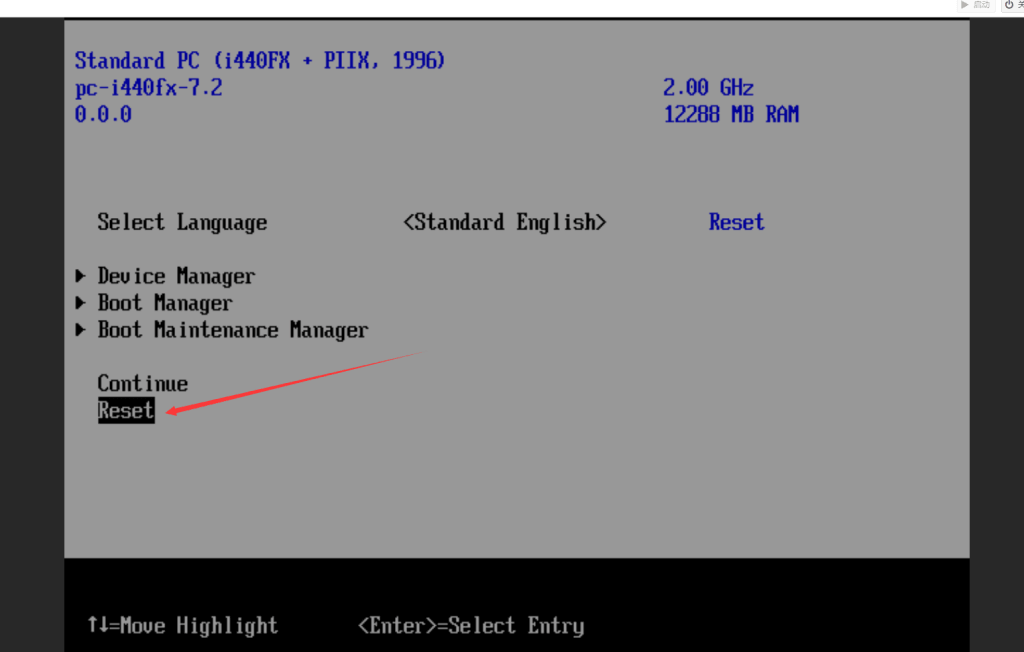 启动
Standard PC (i440FX + PIIX, 1996)
pc-i440fx-7.2 2.00 GHz
0.0.0 12288 MB RAM
Select Language <Standard English> Reset
Device Manager
Boot Manager
Boot Maintenance Manager
Continue
Reset
↑↓=Move Highlight <Enter>=Select Entry